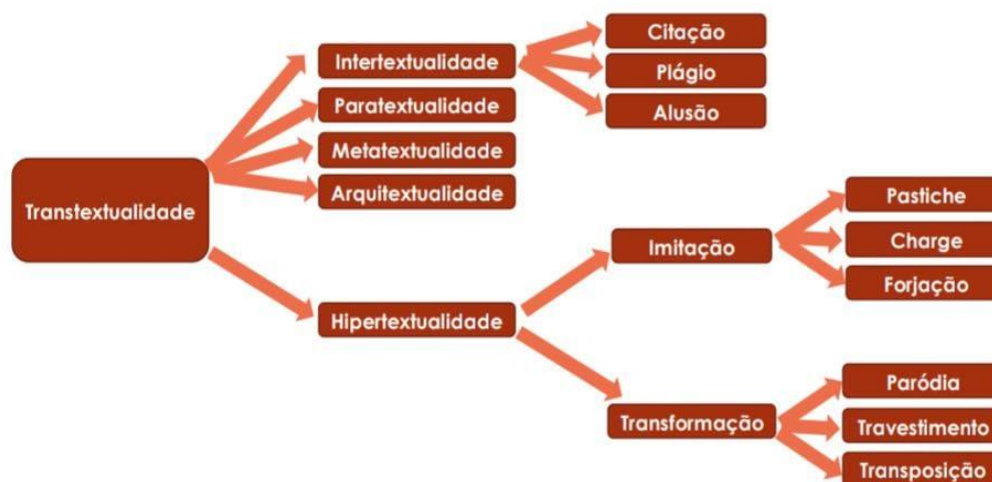 Transtextualidade
Intertextualidade
Citação
Plágio
Alusão
Paratextualidade
Metatextualidade
Arquitextualidade
Hipertextualidade
Imitação
Pastiche
Charge
Forjação
Transformação
Paródia
Travestimento
Transposição